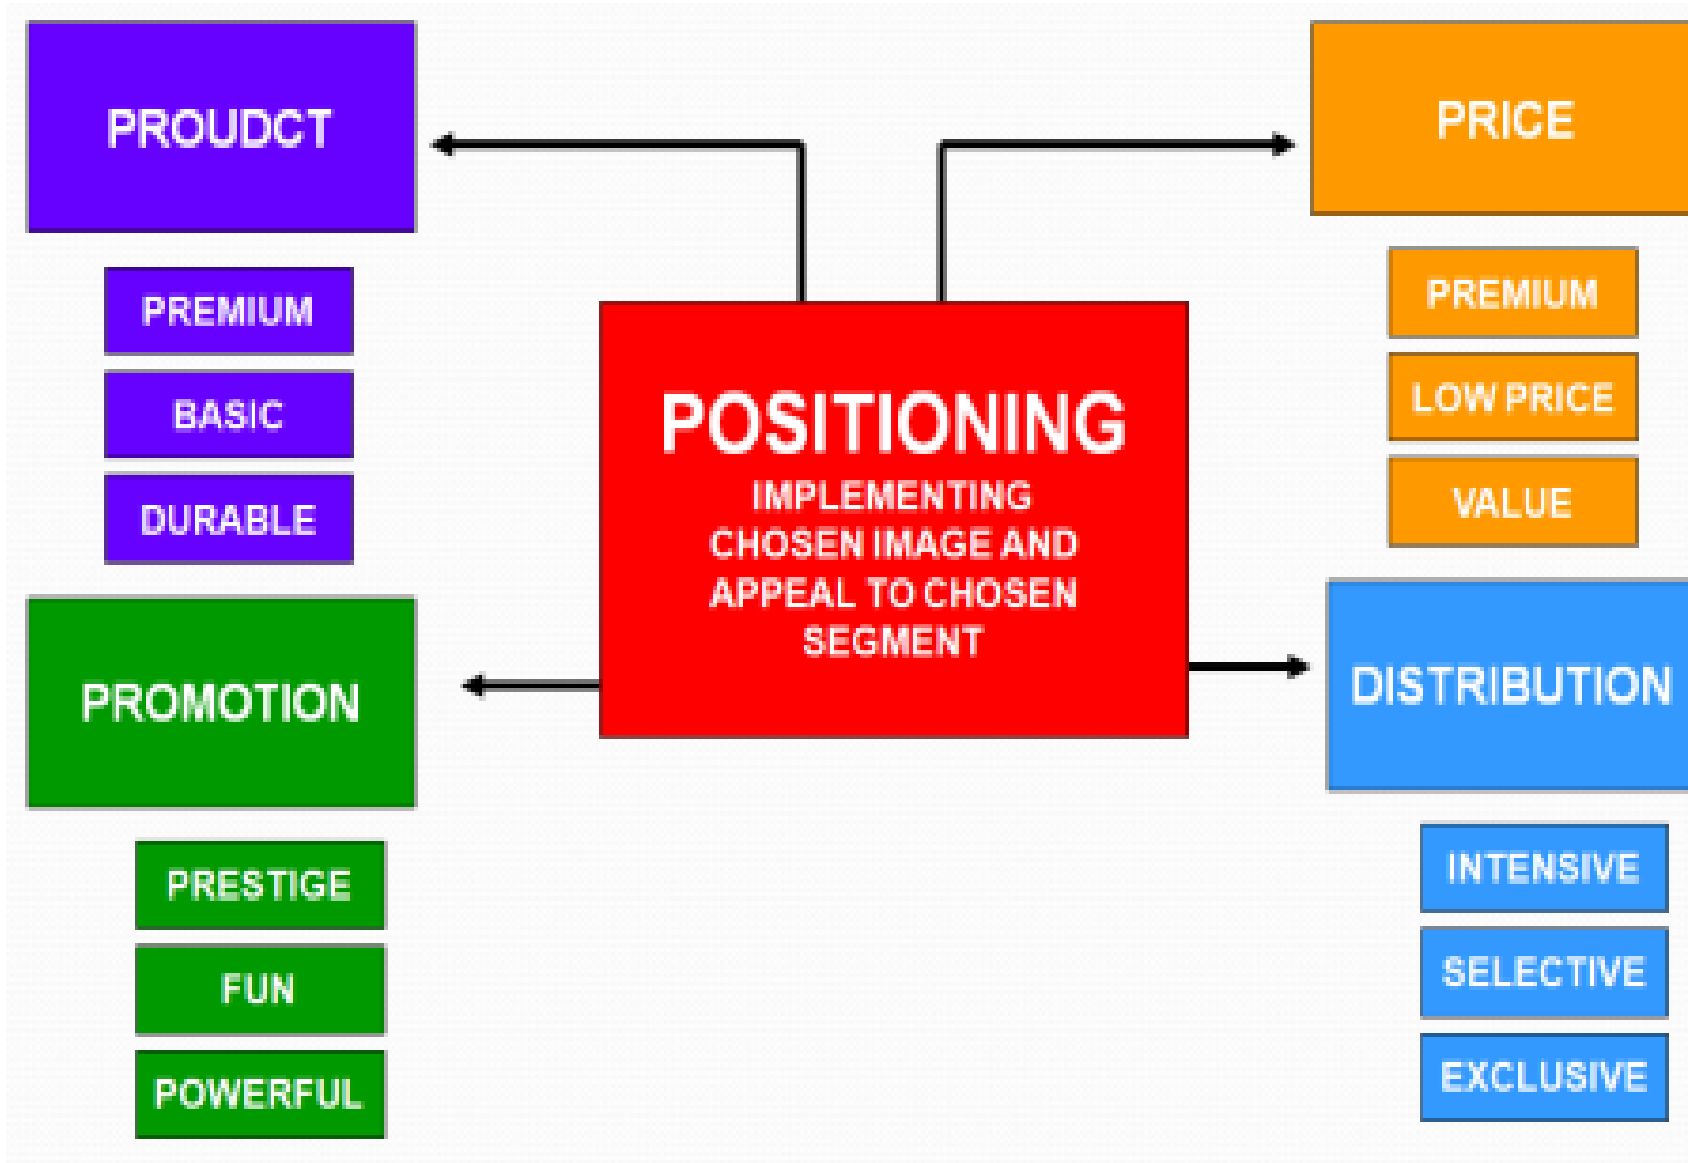 PROUDCT
PREMIUM
BASIC
DURABLE
PRICE
PREMIUM
LOW PRICE
VALUE
POSITIONING
IMPLEMENTING
CHOSEN IMAGE AND
APPEAL TO CHOSEN
SEGMENT
PROMOTION
PRESTIGE
FUN
POWERFUL
DISTRIBUTION
INTENSIVE
SELECTIVE
EXCLUSIVE